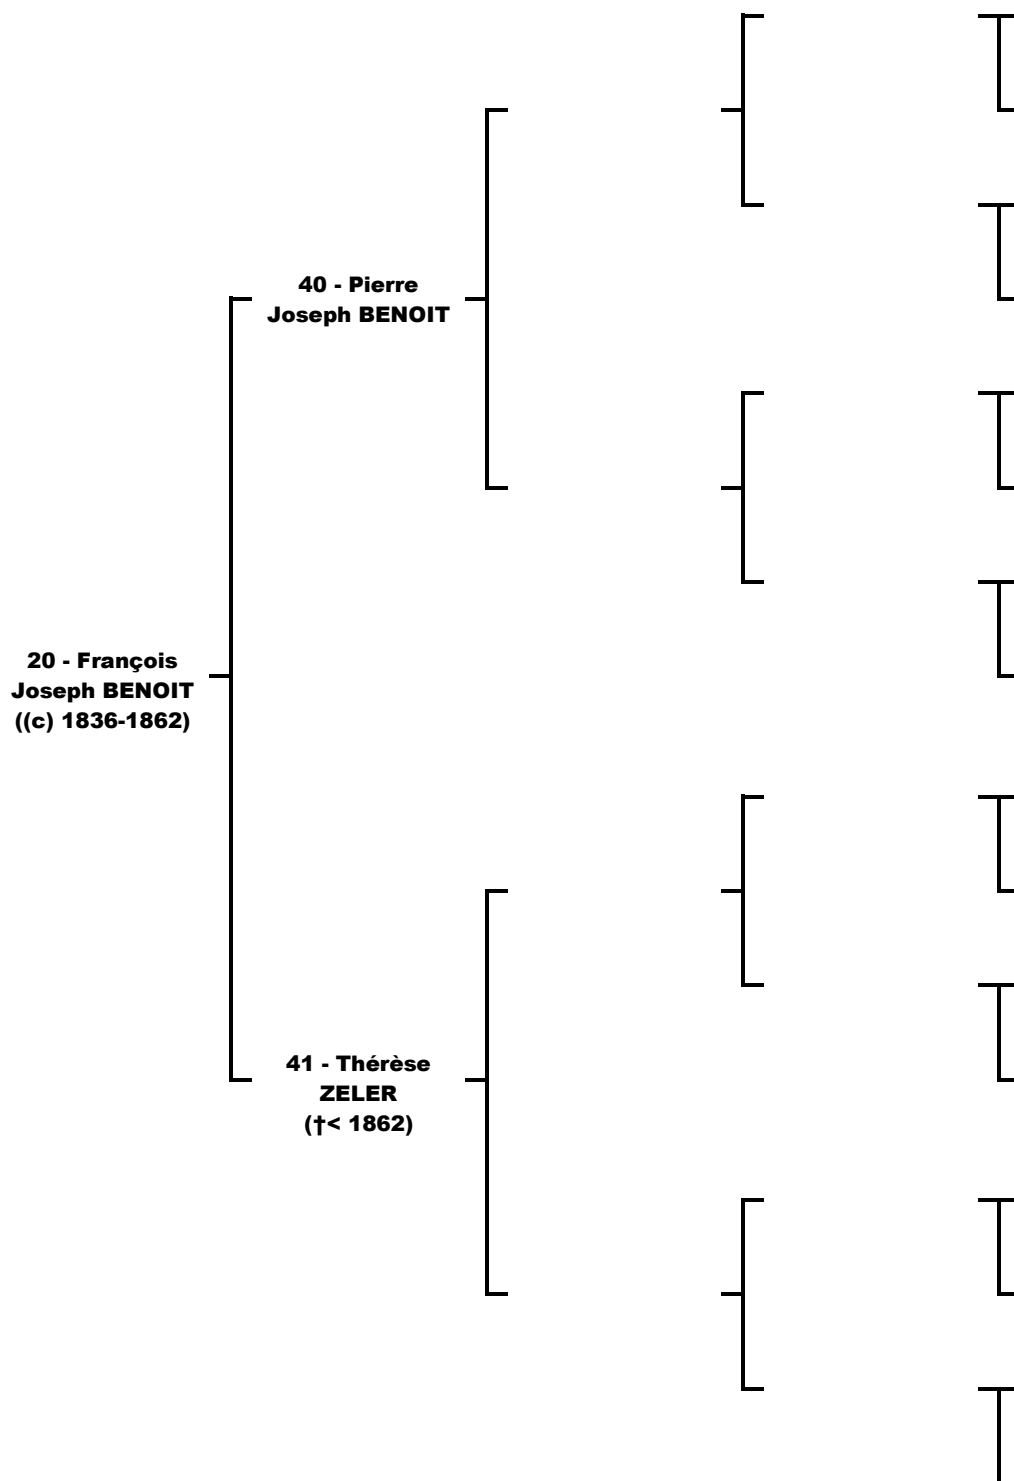 40 - Pierre
Joseph BENOIT
20 - François
Joseph BENOIT
((c) 1836-1862)
41 - Thérèse
ZELER
(†< 1862)